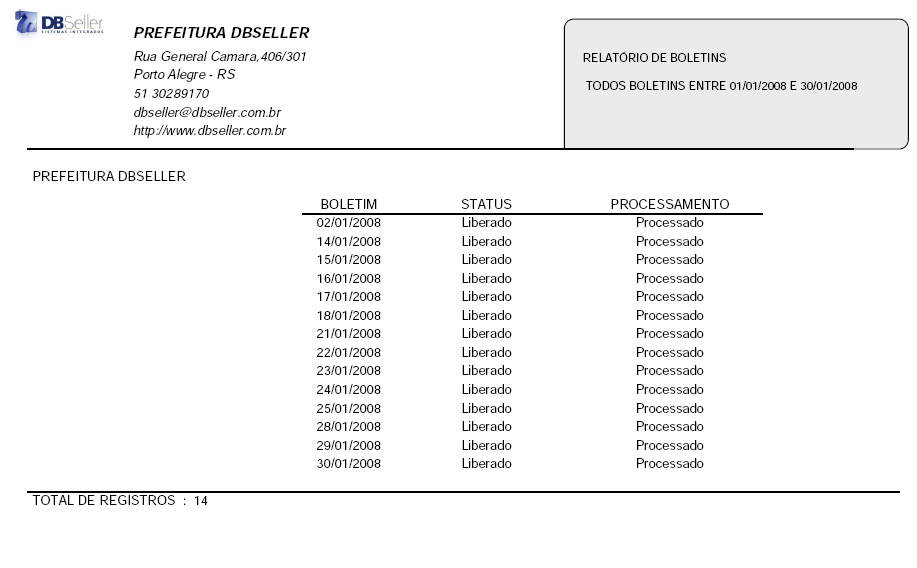 DBSeller
SISTEMAS INTEGRADOS
PREFEITURA DBSELLER
Rua General Camara,406/301
Porto Alegre - RS
51 30289170
dbseller@dbseller.com.br
http://www.dbseller.com.br
RELATÓRIO DE BOLETINS
TODOS BOLETINS ENTRE 01/01/2008 E 30/01/2008
PREFEITURA DBSELLER
BOLETIM STATUS PROCESSAMENTO
02/01/2008 Liberado Processado
14/01/2008 Liberado Processado
15/01/2008 Liberado Processado
16/01/2008 Liberado Processado
17/01/2008 Liberado Processado
18/01/2008 Liberado Processado
21/01/2008 Liberado Processado
22/01/2008 Liberado Processado
23/01/2008 Liberado Processado
24/01/2008 Liberado Processado
25/01/2008 Liberado Processado
28/01/2008 Liberado Processado
29/01/2008 Liberado Processado
30/01/2008 Liberado Processado
TOTAL DE REGISTROS : 14